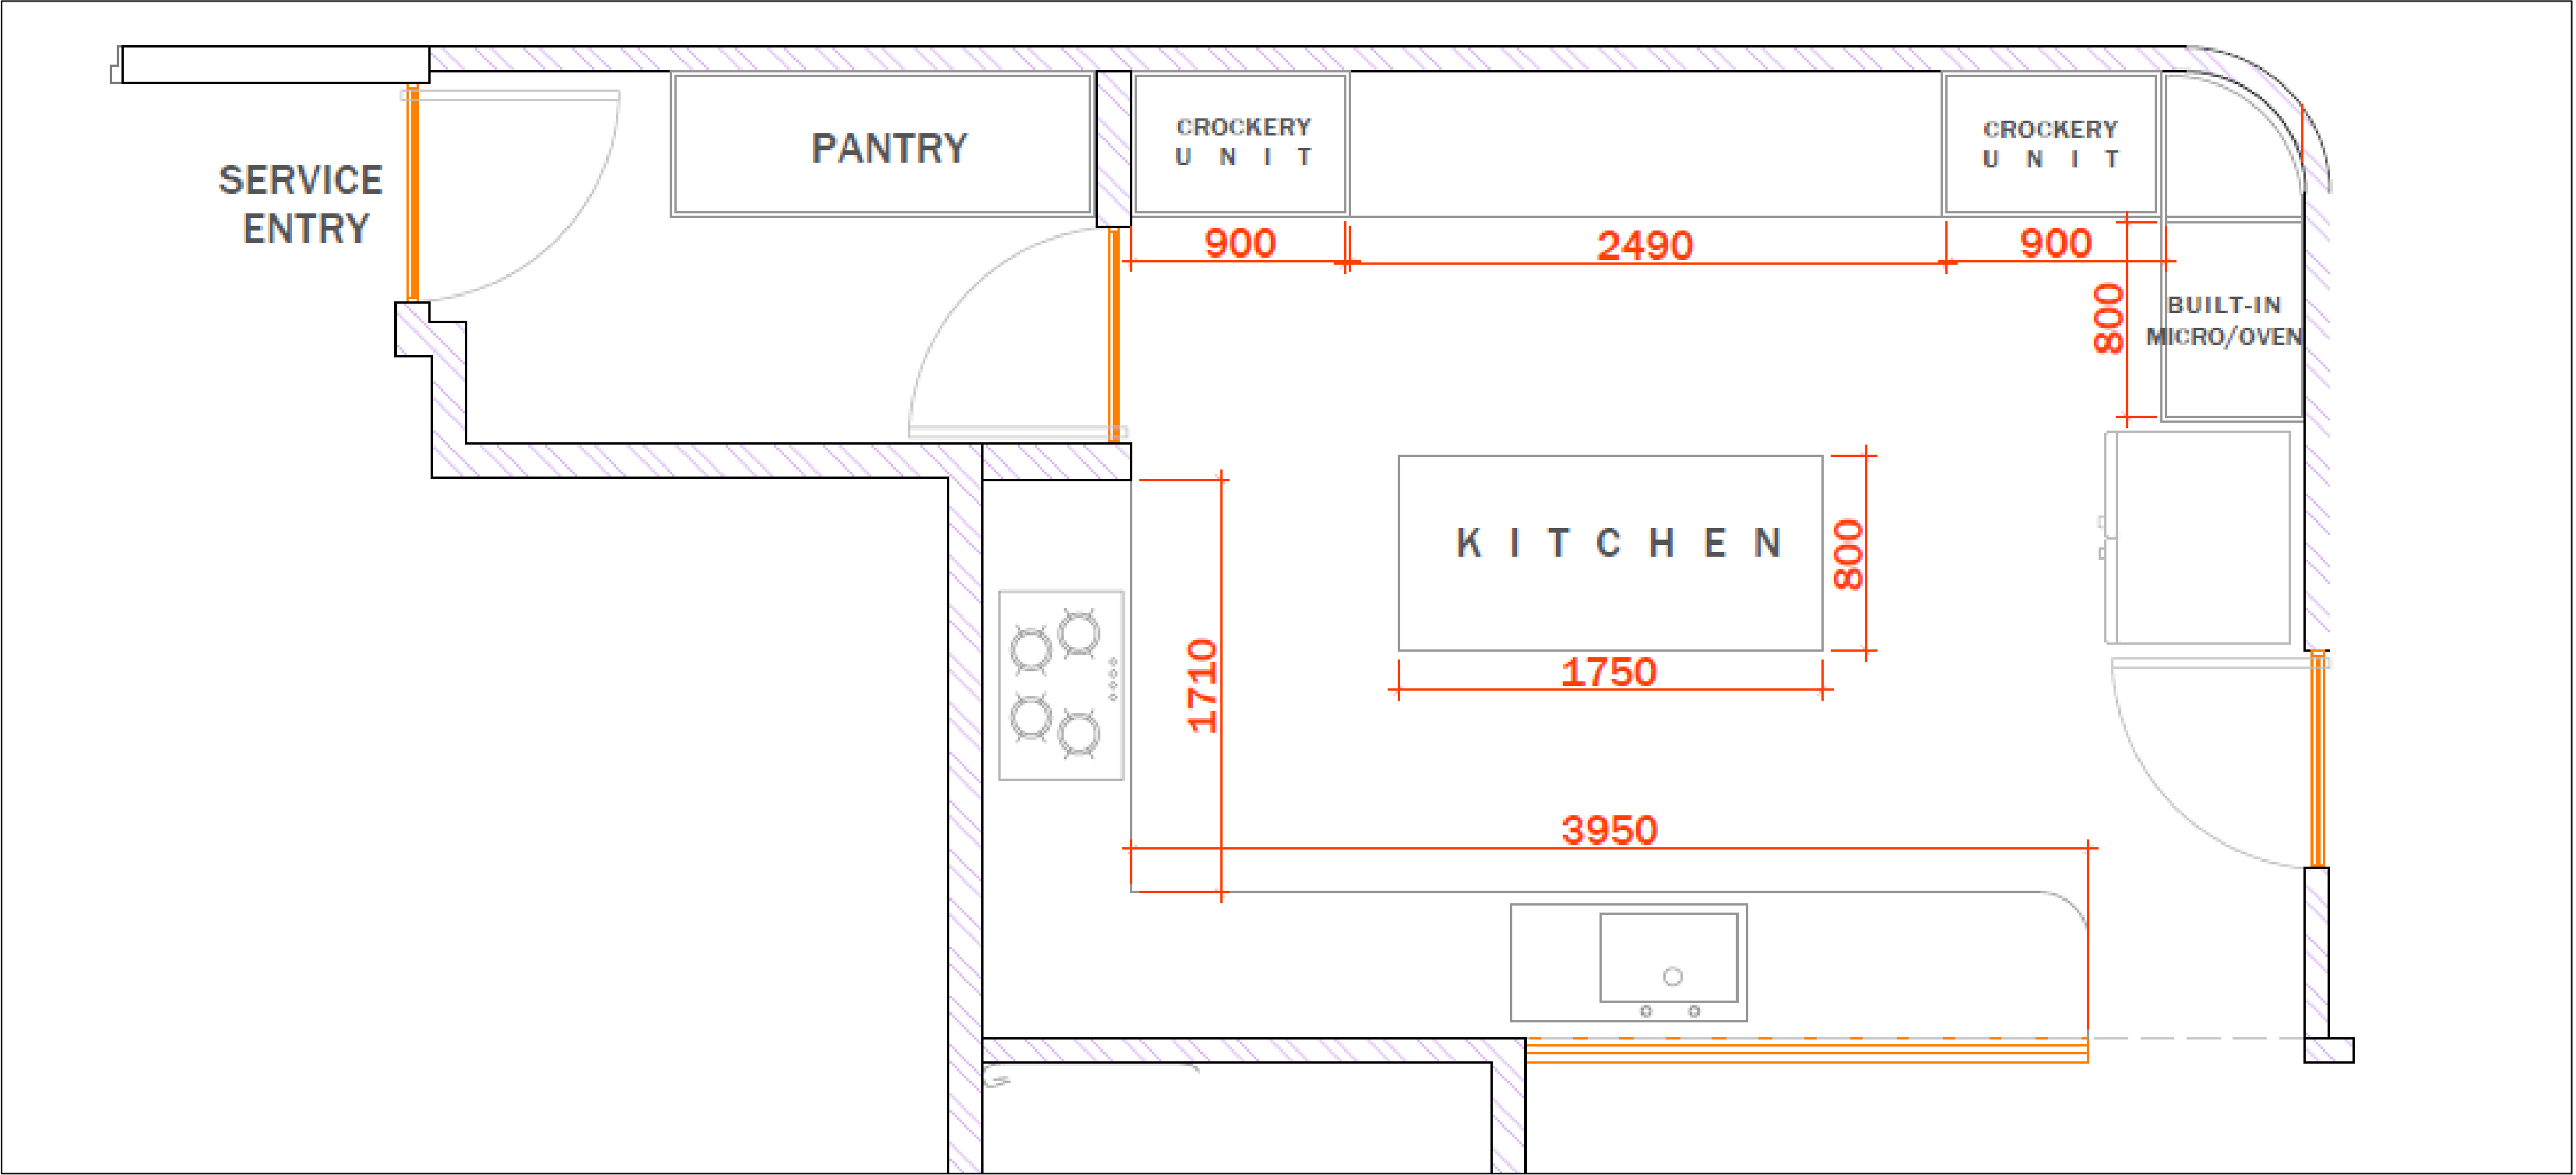 SERVICE
ENTRY
PANTRY
CROCKERY
U N I T
CROCKERY
U N I T
900
2490
900
800
BUILT-IN
MICRO/OVEN
K I T C H E N
800
1750
1710
3950